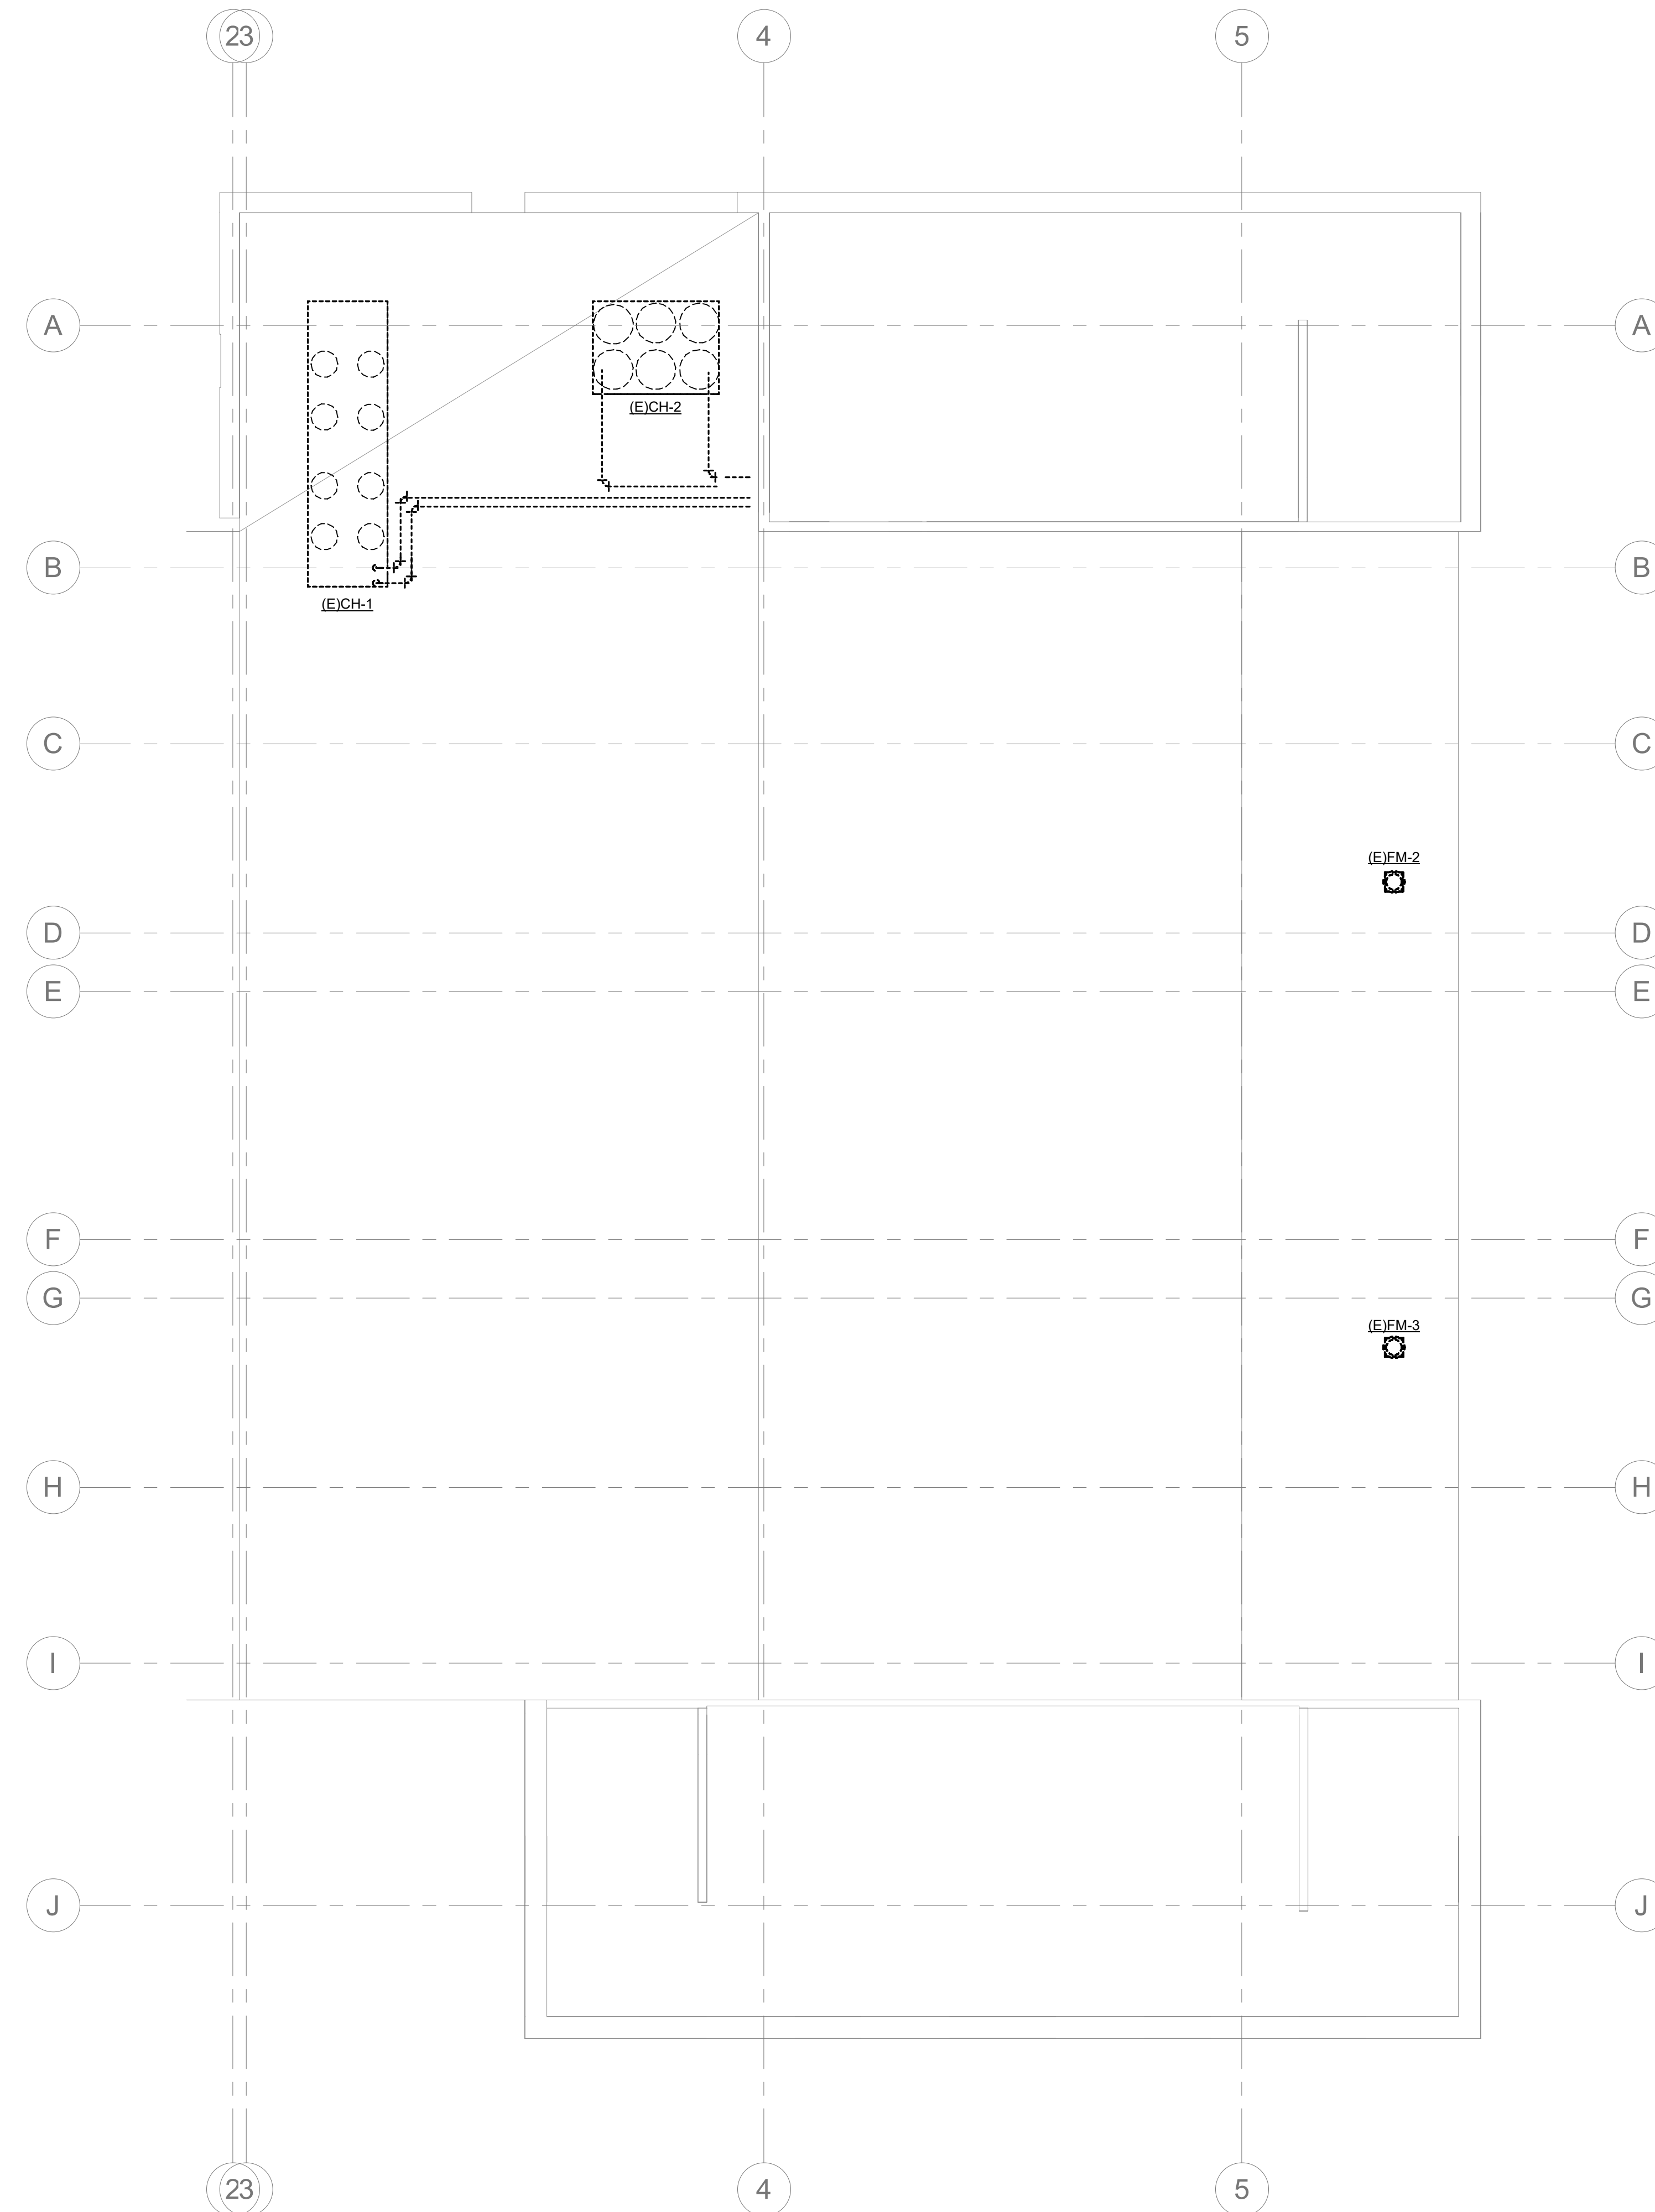 2 3 4 5
A A
(E)CH-2
B B
(E)CH-1
C C
(E)FM-2
D D
E E
F F
G G
(E)FM-3
H H
I I
J J
2 3 4 5